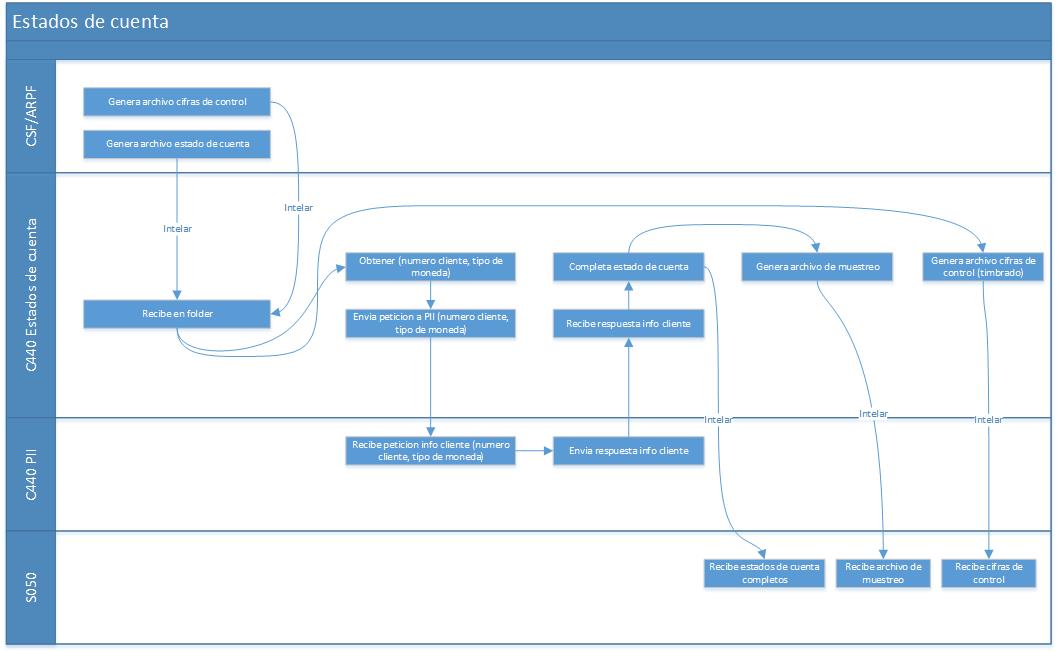 Estados de cuenta
CSF/ARPF
Genera archivo cifras de control
Genera archivo estado de cuenta
C440 Estados de cuenta
Intelar
Intelar
Recibe en folder
Obtener (numero cliente, tipo de
moneda)
Envia peticion a PII (numero cliente,
tipo de moneda)
Completa estado de cuenta
Recibe respuesta info cliente
Genera archivo de muestreo
Genera archivo cifras de
control (timbrado)
C440 PII
Recibe peticion info cliente (numero
cliente, tipo de moneda)
Envia respuesta info cliente
Intelar
Intelar
Intelar
S050
Recibe estados de cuenta
completos
Recibe archivo de
muestreo
Recibe cifras de
control